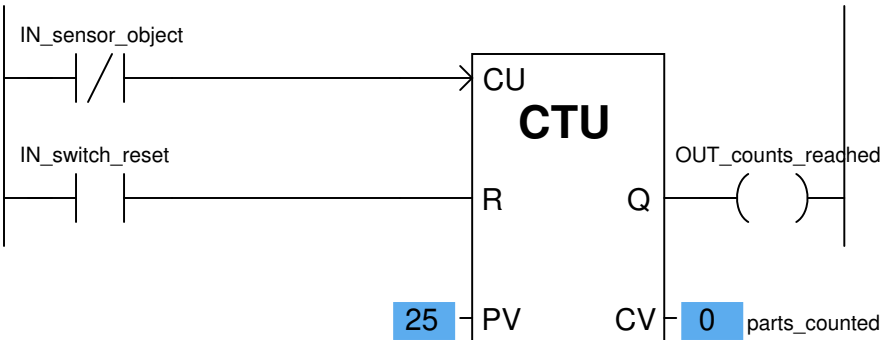 IN_sensor_object
CU
CTU
IN_switch_reset
OUT_counts_reached
R
Q
25
PV
CV
0
parts_counted